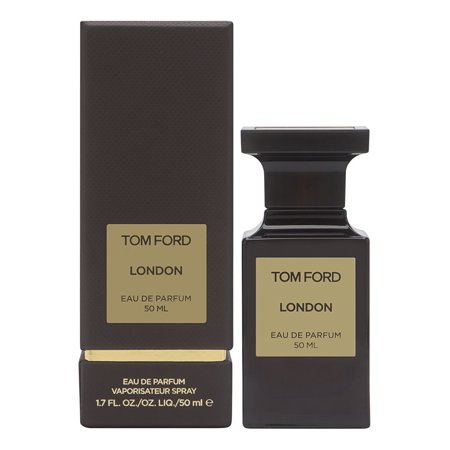 TOM FORD
LONDON
EAU DE PARFUM
50 ML
EAU DE PARFUM
VAPORISATEUR SPRAY
1.7 FL. OZ./OZ. LIQ./50 ml ℮
TOM FORD
LONDON
EAU DE PARFUM
50 ML